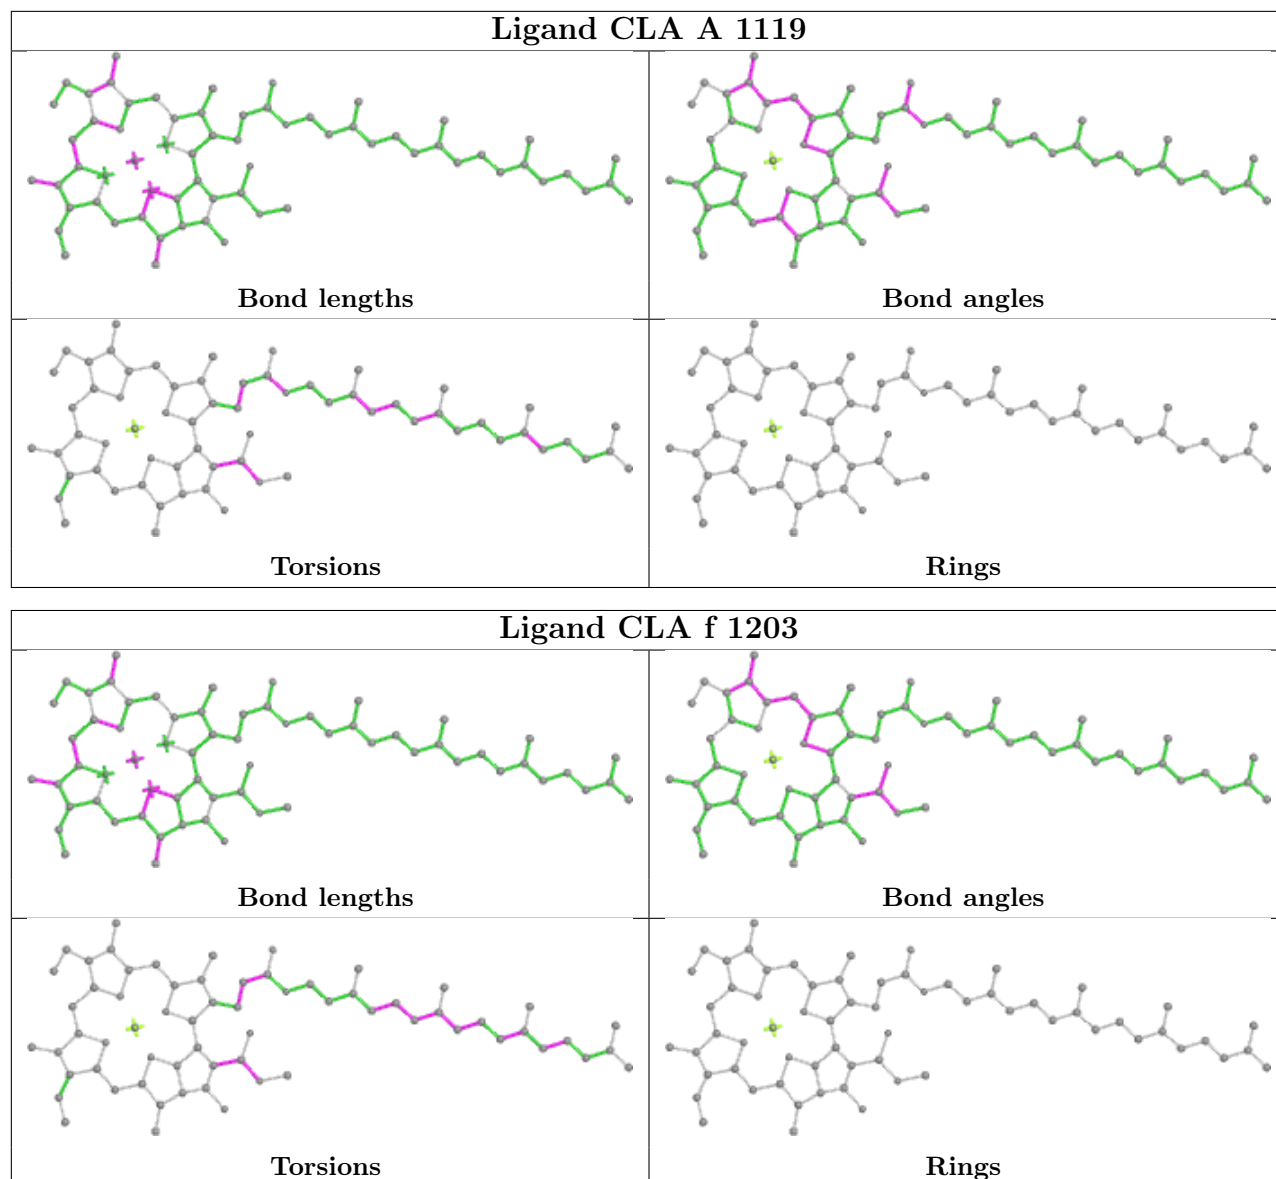 Ligand CLA A 1119
Bond lengths
Bond angles
Torsions
Rings
Ligand CLA f 1203
Bond lengths
Bond angles
Torsions
Rings